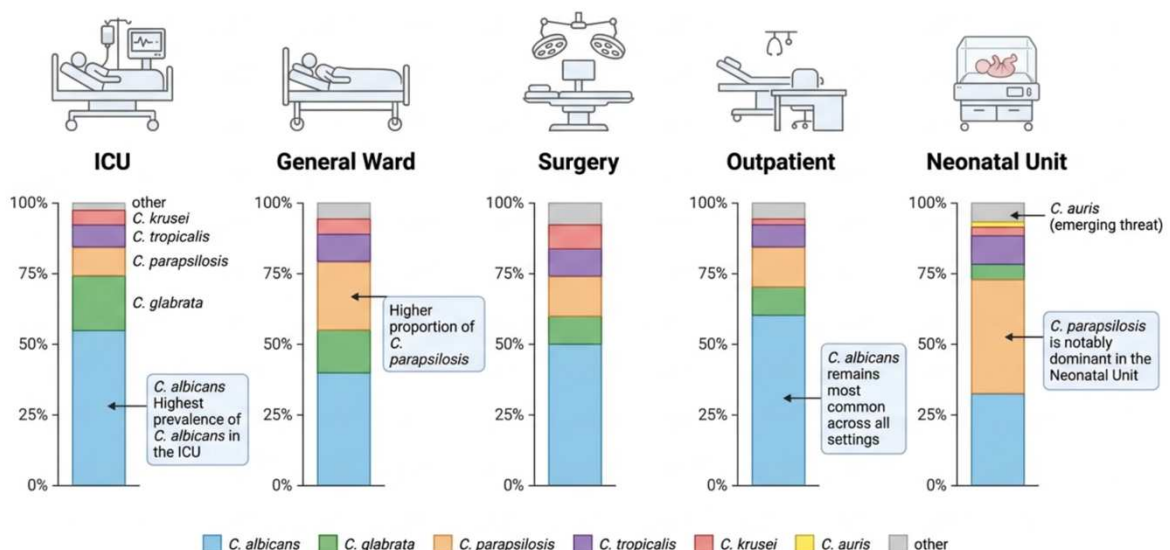 ICU
General Ward
Surgery
Outpatient
Neonatal Unit
100%
75%
50%
25%
0%
other
C. krusei
C. tropicalis
C. parapsilosis
C. glabrata
C. albicans
Highest
prevalence of
C. albicans in
the ICU
100%
75%
50%
25%
0%
Higher
proportion of
C.
parapsilosis
100%
75%
50%
25%
0%
100%
75%
50%
25%
0%
C. albicans
remains
most
common
across all
settings
100%
75%
50%
25%
0%
C. auris
(emerging threat)
C. parapsilosis
is notably
dominant in the
Neonatal Unit
C. albicans
C. glabrata
C. parapsilosis
C. tropicalis
C. krusei
C. auris
other